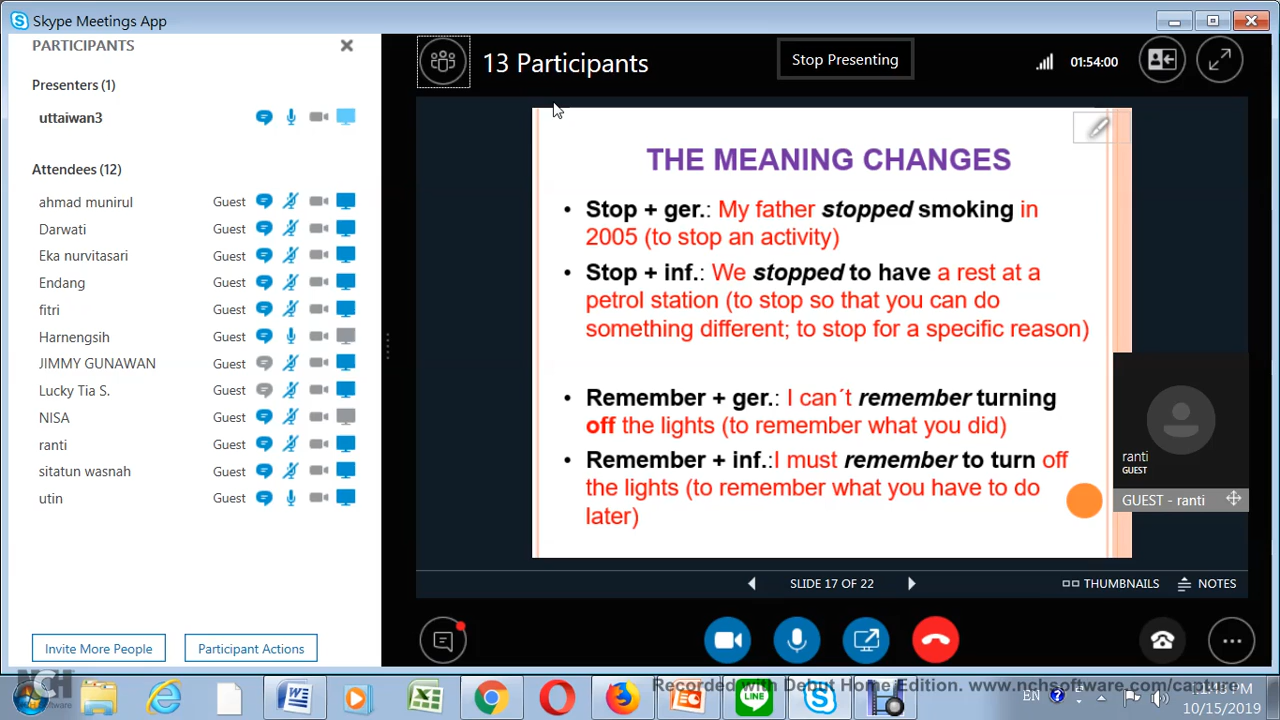 Skype Meetings App
PARTICIPANTS
Presenters (1)
uttaiwan3
Attendees (12)
ahmad munirul Guest
Darwati Guest
Eka nurvitasari Guest
Endang Guest
fitri Guest
Harnengsih Guest
JIMMY GUNAWAN Guest
Lucky Tia S. Guest
NISA Guest
ranti Guest
sitatun wasnah Guest
utin Guest
Invite More People
Participant Actions
13 Participants
Stop Presenting
01:54:00
THE MEANING CHANGES
• Stop + ger.: My father stopped smoking in
2005 (to stop an activity)
• Stop + inf.: We stopped to have a rest at a
petrol station (to stop so that you can do
something different; to stop for a specific reason)
• Remember + ger.: I can´t remember turning
off the lights (to remember what you did)
• Remember + inf.:I must remember to turn off
the lights (to remember what you have to do
later)
ranti
GUEST
GUEST - ranti
SLIDE 17 OF 22
THUMBNAILS
NOTES
NCH
NCH Software
Recorded with Debut Home Edition. www.nchsoftware.com/capture
EN
10/15/2019